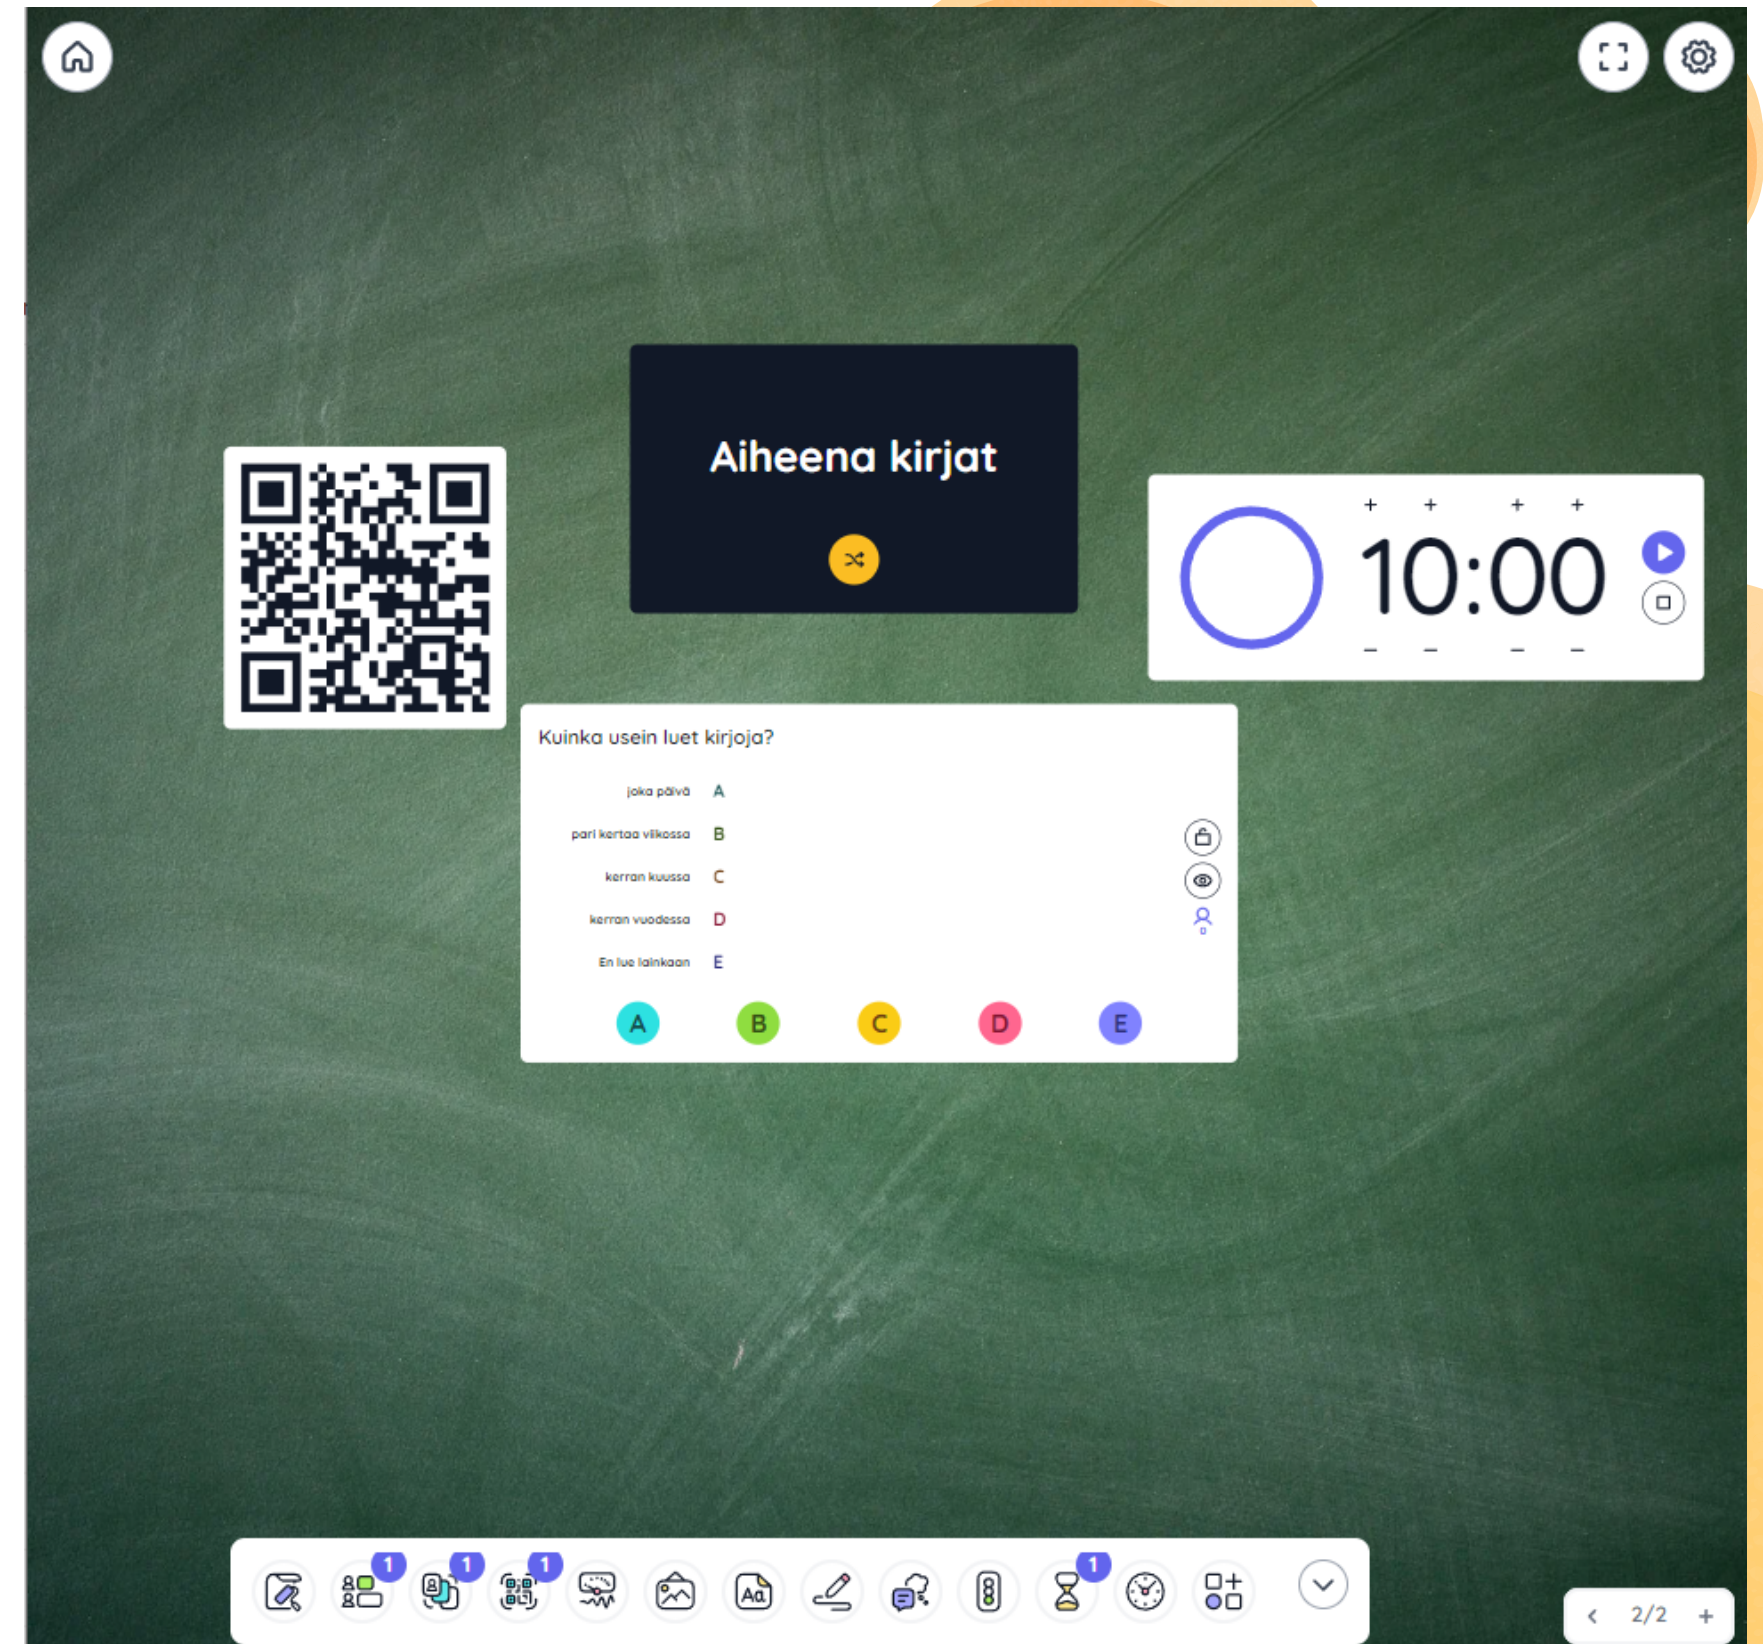 Aiheena kirjat
10:00
Kuinka usein luet kirjoja?
joka päivä A
pari kertaa viikossa B
kerran kuussa C
kerran vuodessa D
En lue lainkaan E
A B C D E
1 1 1 1
Aa
2/2